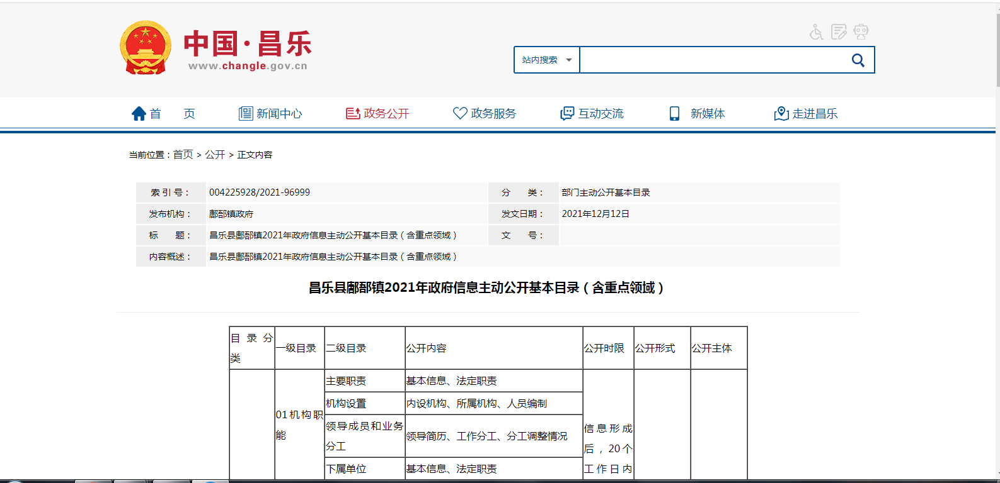 中国·昌乐
www.changle.gov.cn
站内搜索
首 页
新闻中心
政务公开
政务服务
互动交流
新媒体
走进昌乐
当前位置：首页 > 公开 > 正文内容
索 引 号： 004225928/2021-96999 分 类： 部门主动公开基本目录
发布机构： 鄌郚镇政府 发文日期： 2021年12月12日
标 题： 昌乐县鄌郚镇2021年政府信息主动公开基本目录（含重点领域） 文 号：
内容概述： 昌乐县鄌郚镇2021年政府信息主动公开基本目录（含重点领域）
昌乐县鄌郚镇2021年政府信息主动公开基本目录（含重点领域）
目录分
类
一级目录
二级目录
公开内容
公开时限
公开形式
公开主体
01机构职
能
主要职责
基本信息、法定职责
机构设置
内设机构、所属机构、人员编制
领导成员和业务
分工
领导简历、工作分工、分工调整情况
下属单位
基本信息、法定职责
信息形成
后，20个
工作日内